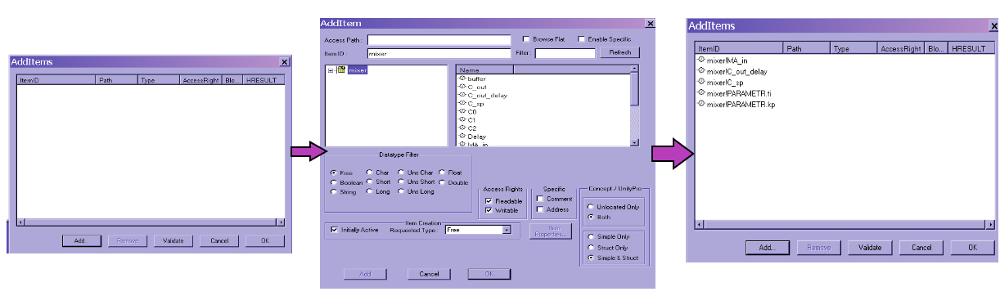 AddItems
ItemID Path Type AccessRight Blo... HRESULT
Add... Remove Validate Cancel OK
AddItem
Access Path : Browse Flat Enable Specific
Item ID : mixer Filter : Refresh
mixer
Name
buffer
C_out
C_out_delay
C_sp
C0
C1
C2
Delay
MA_in
Datatype Filter
Free Char Uns Char Float
Boolean Short Uns Short Double
String Long Uns Long
Access Rights
Readable
Writable
Specific
Comment
Address
Concept / UnityPro
Unlocated Only
Both
Simple Only
Struct Only
Simple & Struct
Item Creation
Initially Active Requested Type : Free
Item Properties...
Add Cancel OK
AddItems
ItemID Path Type AccessRight Blo... HRESULT
mixer!MA_in
mixer!C_out_delay
mixer!C_sp
mixer!PARAMETR.ti
mixer!PARAMETR.kp
Add... Remove Validate Cancel OK